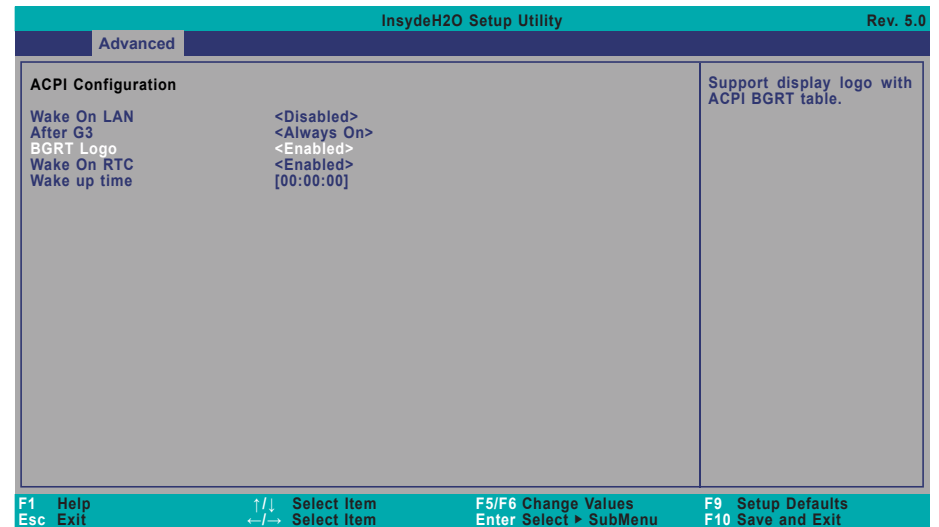 InsydeH2O Setup Utility Rev. 5.0
Advanced
ACPI Configuration
Wake On LAN <Disabled>
After G3 <Always On>
BGRT Logo <Enabled>
Wake On RTC <Enabled>
Wake up time [00:00:00]
Support display logo with
ACPI BGRT table.
F1 Help ↑/↓ Select Item F5/F6 Change Values F9 Setup Defaults
Esc Exit ←/→ Select Item Enter Select ▶ SubMenu F10 Save and Exit